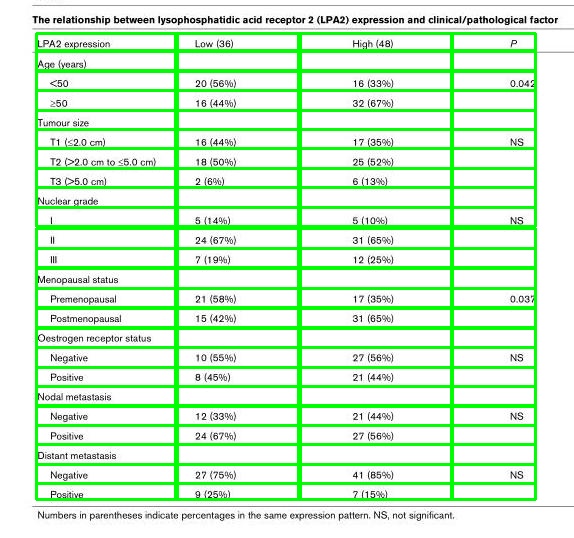 The relationship between lysophosphatidic acid receptor 2 (LPA2) expression and clinical/pathological factor
LPA2 expression Low (36) High (48) P
Age (years)
<50 20 (56%) 16 (33%) 0.042
≥50 16 (44%) 32 (67%)
Tumour size
T1 (≤2.0 cm) 16 (44%) 17 (35%) NS
T2 (>2.0 cm to ≤5.0 cm) 18 (50%) 25 (52%)
T3 (>5.0 cm) 2 (6%) 6 (13%)
Nuclear grade
I 5 (14%) 5 (10%) NS
II 24 (67%) 31 (65%)
III 7 (19%) 12 (25%)
Menopausal status
Premenopausal 21 (58%) 17 (35%) 0.037
Postmenopausal 15 (42%) 31 (65%)
Oestrogen receptor status
Negative 10 (55%) 27 (56%) NS
Positive 8 (45%) 21 (44%)
Nodal metastasis
Negative 12 (33%) 21 (44%) NS
Positive 24 (67%) 27 (56%)
Distant metastasis
Negative 27 (75%) 41 (85%) NS
Positive 9 (25%) 7 (15%)
Numbers in parentheses indicate percentages in the same expression pattern. NS, not significant.